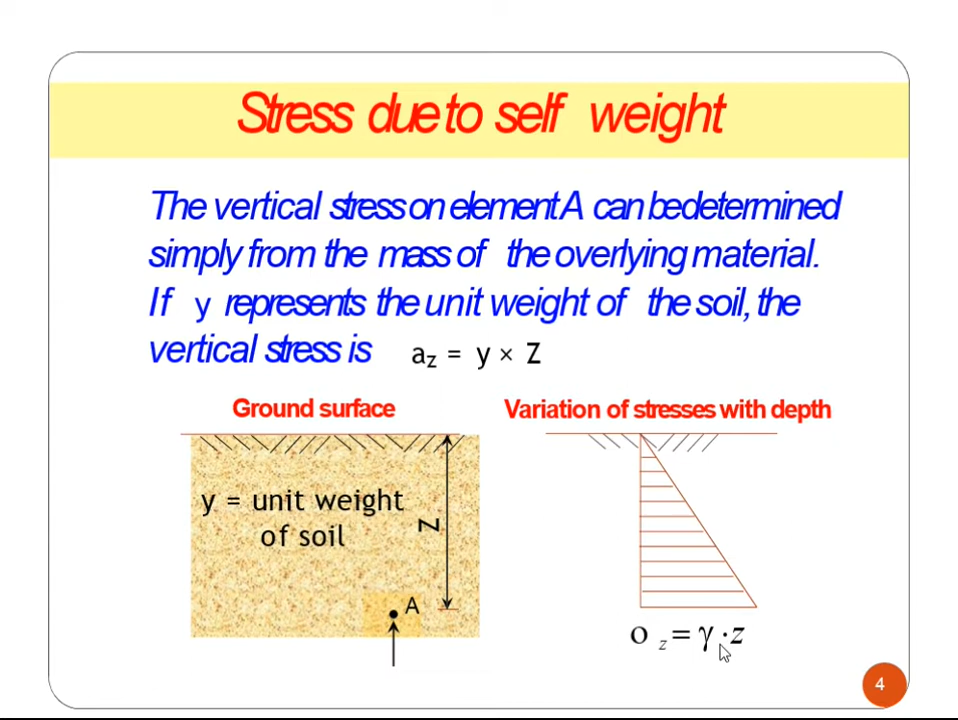 Stress due to self weight
The vertical stress on element A can be determined
simply from the mass of the overlying material.
If y represents the unit weight of the soil, the
vertical stress is az = y × Z
Ground surface
Variation of stresses with depth
y = unit weight
of soil
Z
A
o z = γ · z
4